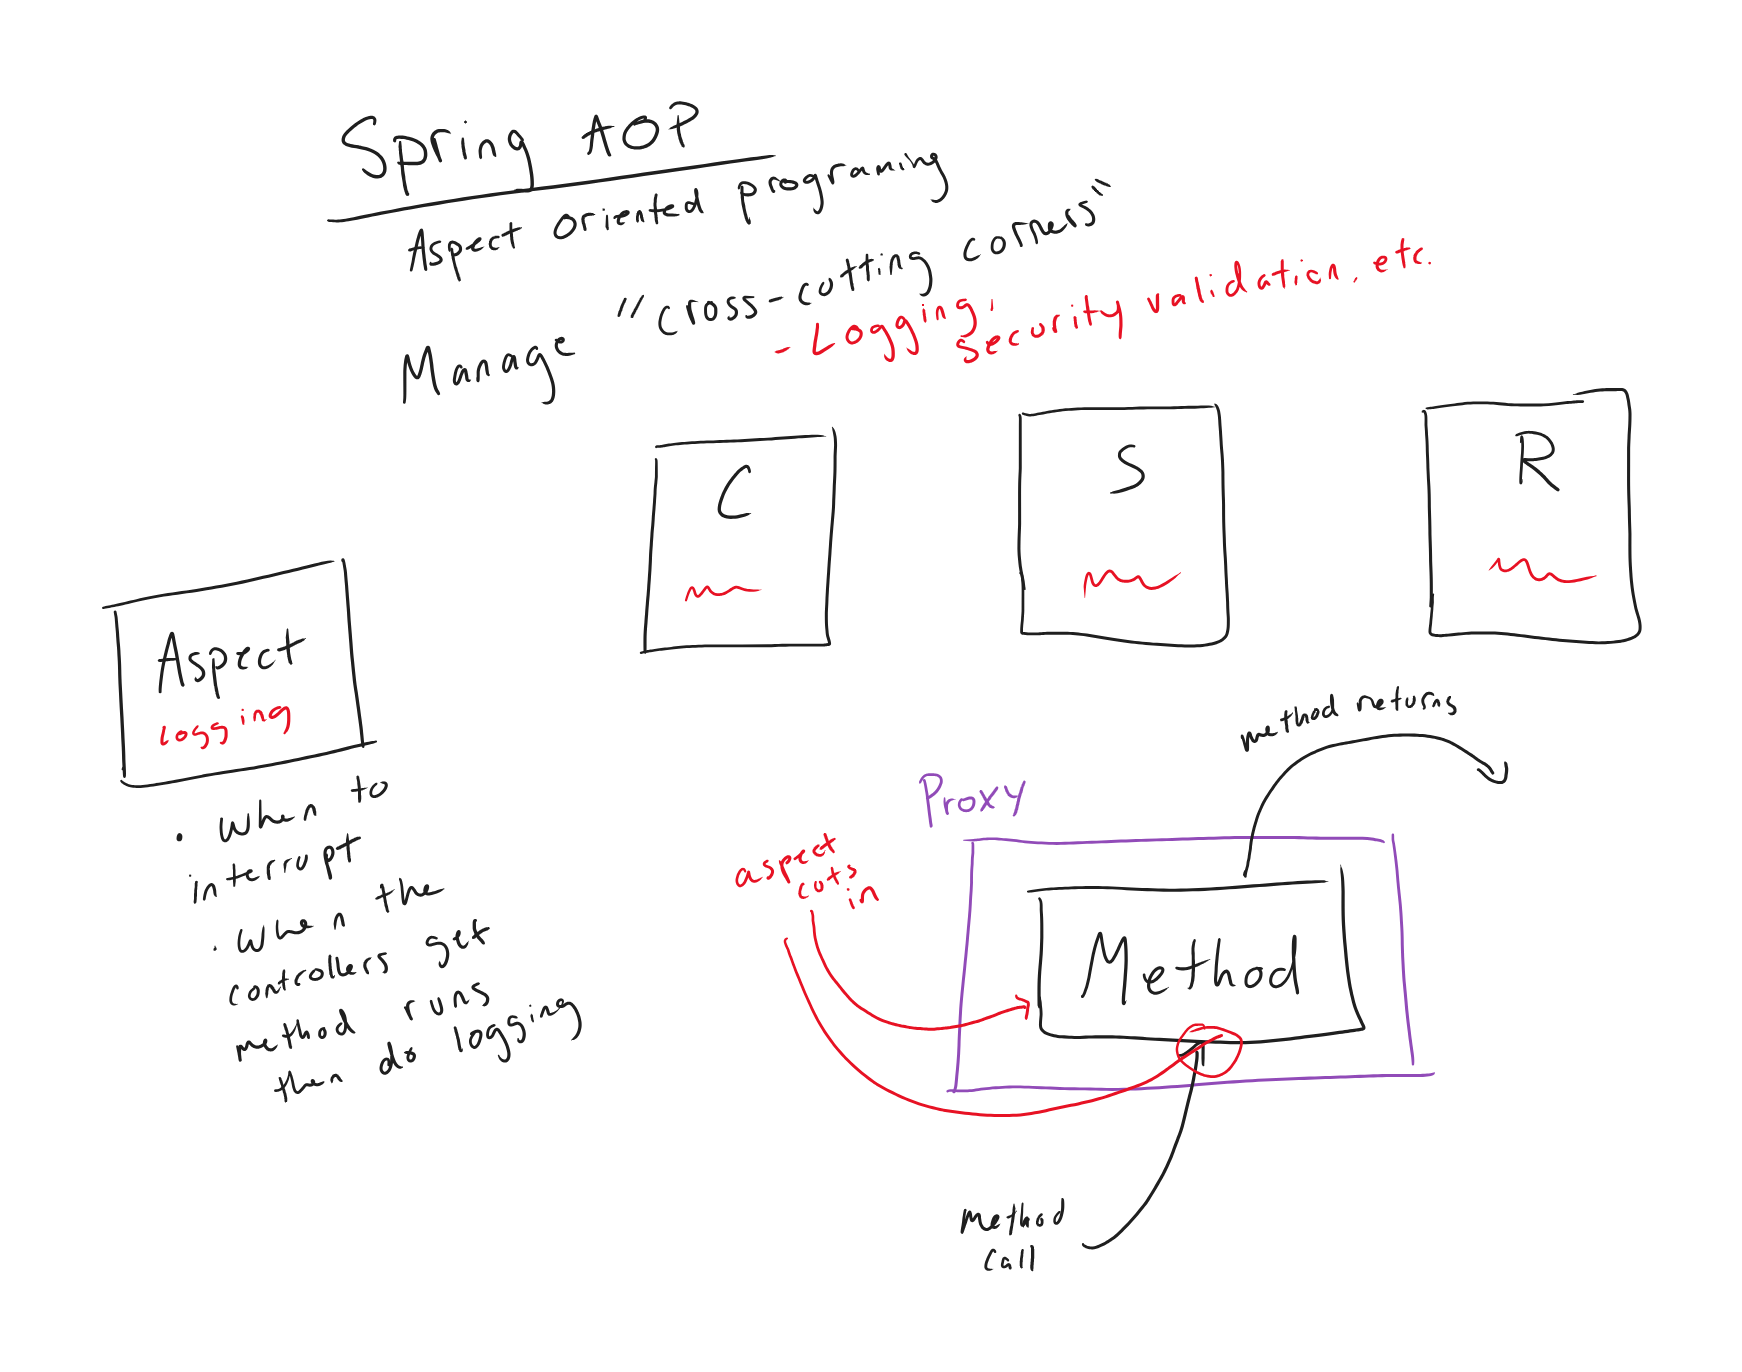 Spring AOP
Aspect oriented programing
Manage "cross-cutting corners"
- Logging,
security validation, etc.
C
S
R
Aspect
logging
• When to
interrupt
• When the
controllers get
method runs
then do logging
method returns
Proxy
aspect
cuts
in
Method
Method
call